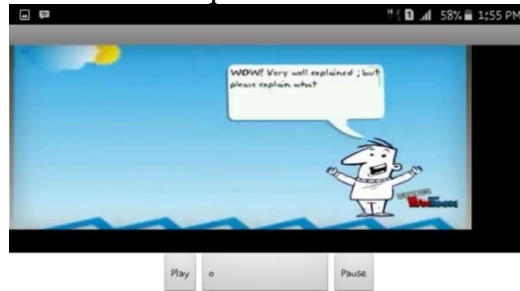 58% 1:55 PM
WOW! Very well explained ; but
please explain what
Play
o
Pause